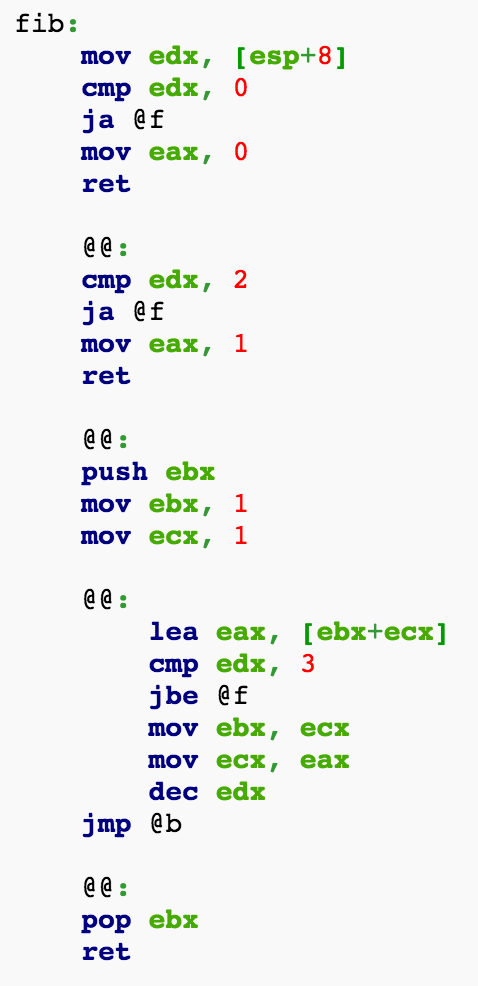 fib:
    mov edx, [esp+8]
    cmp edx, 0
    ja @f
    mov eax, 0
    ret

    @@:
    cmp edx, 2
    ja @f
    mov eax, 1
    ret

    @@:
    push ebx
    mov ebx, 1
    mov ecx, 1

    @@:
        lea eax, [ebx+ecx]
        cmp edx, 3
        jbe @f
        mov ebx, ecx
        mov ecx, eax
        dec edx
    jmp @b

    @@:
    pop ebx
    ret